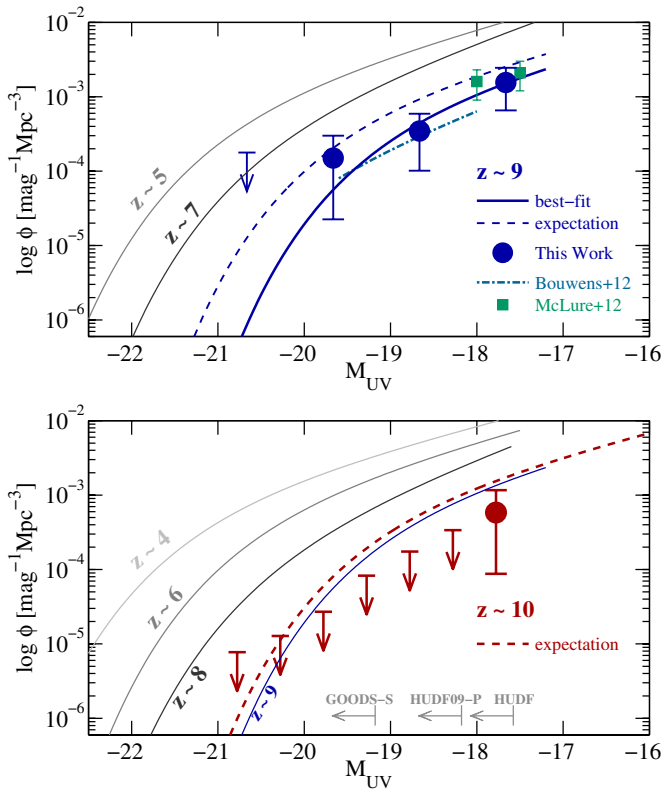 10⁻²
10⁻³
10⁻⁴
10⁻⁵
10⁻⁶
log ϕ [mag⁻¹Mpc⁻³]
z ~ 5
z ~ 7
z ~ 9
best−fit
expectation
This Work
Bouwens+12
McLure+12
−22 −21 −20 −19 −18 −17 −16
M_UV
10⁻²
10⁻³
10⁻⁴
10⁻⁵
10⁻⁶
log ϕ [mag⁻¹Mpc⁻³]
z ~ 4
z ~ 6
z ~ 8
z ~ 9
z ~ 10
expectation
GOODS−S HUDF09−P HUDF
−22 −21 −20 −19 −18 −17 −16
M_UV